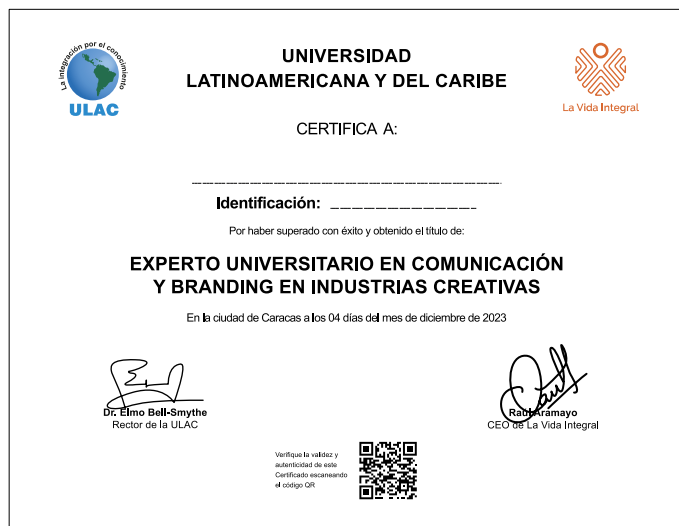 La integración por el conocimiento
ULAC
UNIVERSIDAD
LATINOAMERICANA Y DEL CARIBE
La Vida Integral
CERTIFICA A:
Identificación:
Por haber superado con éxito y obtenido el título de:
EXPERTO UNIVERSITARIO EN COMUNICACIÓN
Y BRANDING EN INDUSTRIAS CREATIVAS
En la ciudad de Caracas a los 04 días del mes de diciembre de 2023
Dr. Elmo Bell-Smythe
Rector de la ULAC
Raúl Aramayo
CEO de La Vida Integral
Verifique la validez y
autenticidad de este
Certificado escaneando
el código QR